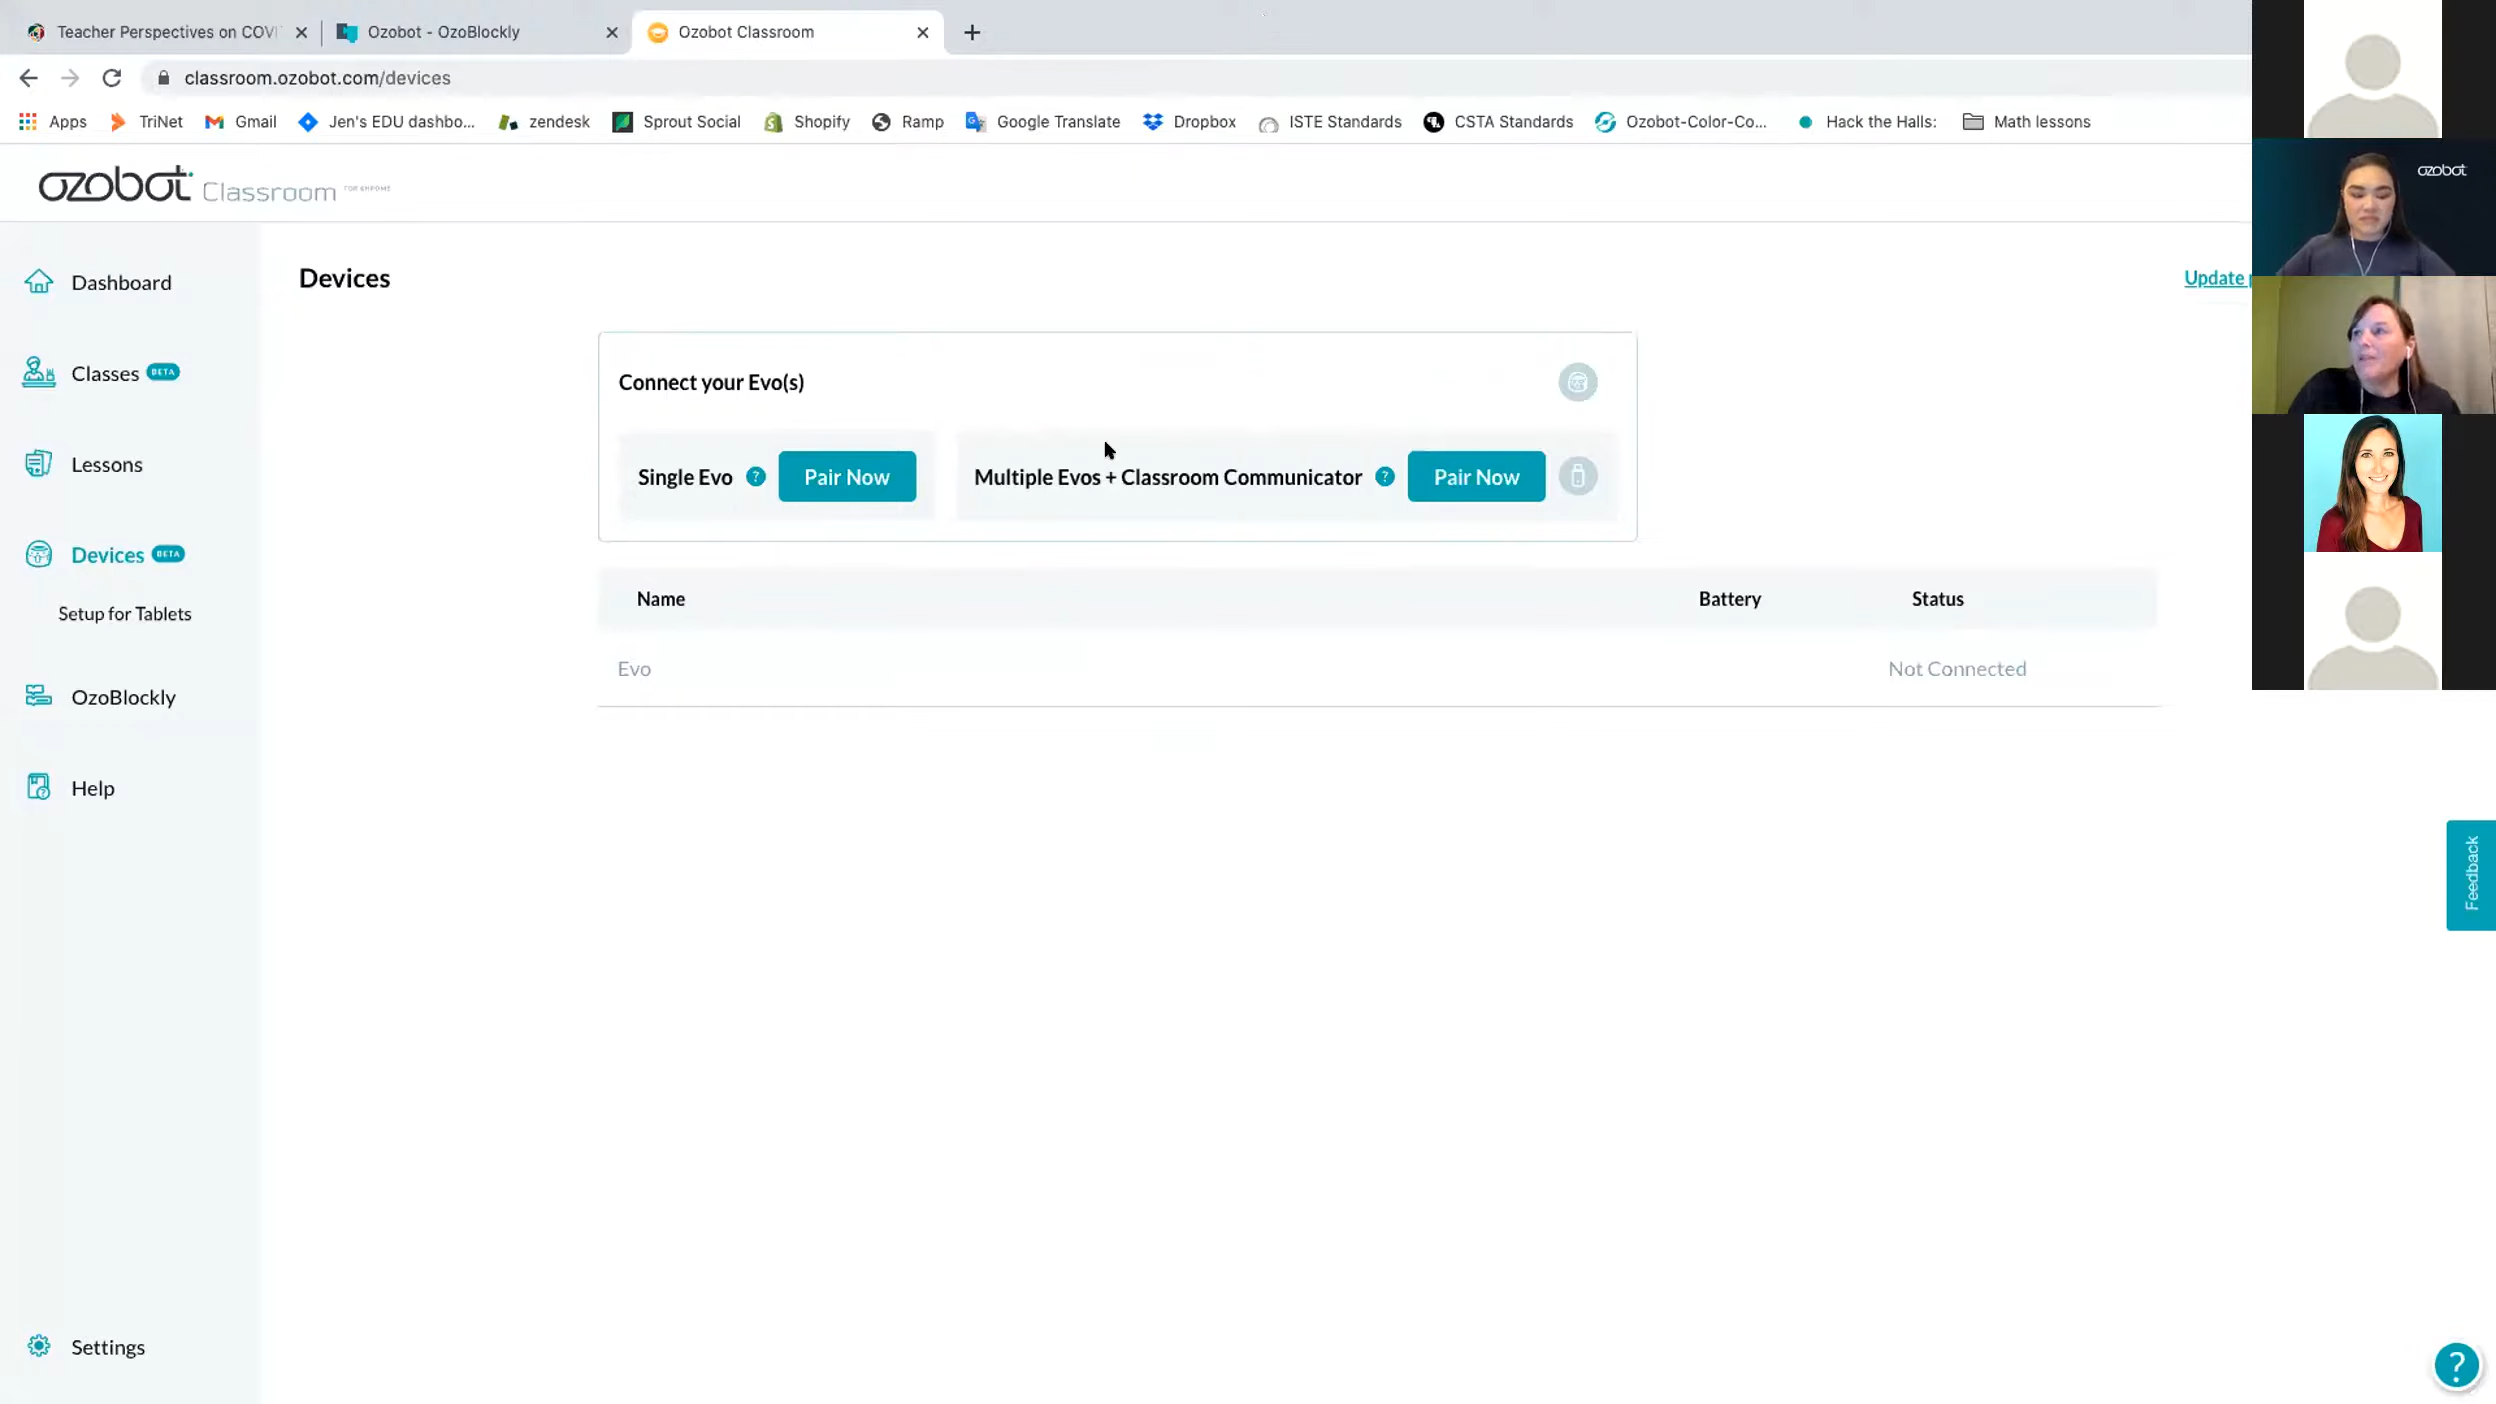 Teacher Perspectives on COVI
Ozobot - OzoBlockly
Ozobot Classroom
classroom.ozobot.com/devices
Apps
TriNet
Gmail
Jen's EDU dashbo...
zendesk
Sprout Social
Shopify
Ramp
Google Translate
Dropbox
ISTE Standards
CSTA Standards
Ozobot-Color-Co...
Hack the Halls:
Math lessons
ozobot Classroom FOR CHROME
ozobot
Dashboard
Classes BETA
Lessons
Devices BETA
Setup for Tablets
OzoBlockly
Help
Settings
Devices
Update
Connect your Evo(s)
Single Evo ? Pair Now
Multiple Evos + Classroom Communicator ? Pair Now
Name Battery Status
Evo Not Connected
Feedback
?